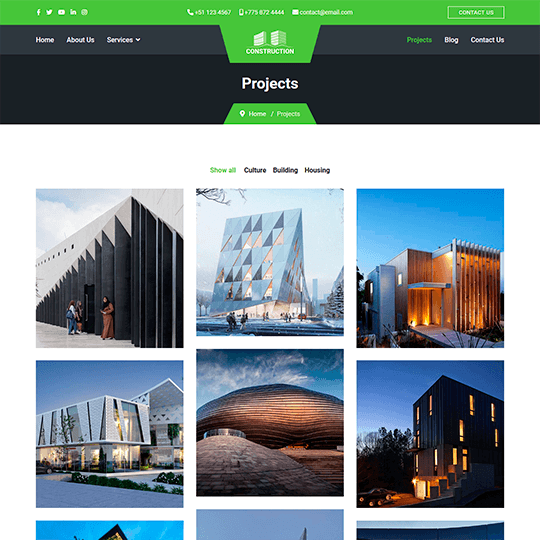 +51 123 4567 +775 872 4444 contact@email.com CONTACT US
Home About Us Services Projects Blog Contact Us
CONSTRUCTION
Projects
Home / Projects
Show all Culture Building Housing